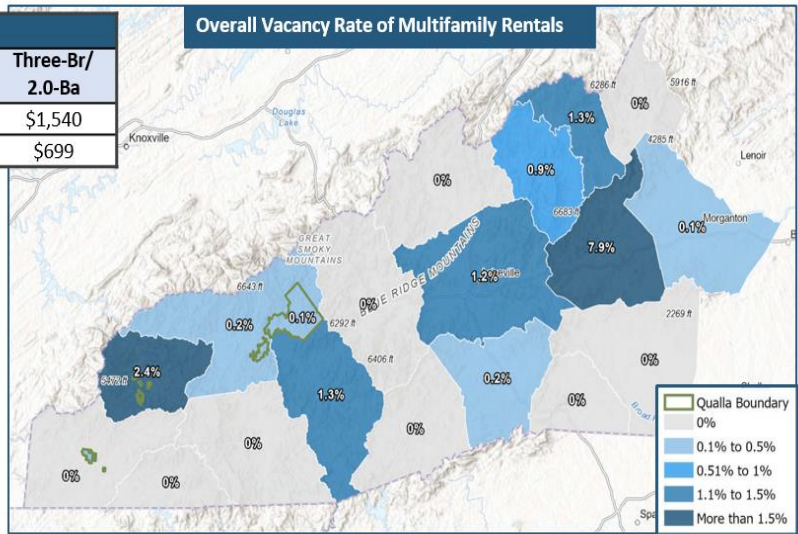 Overall Vacancy Rate of Multifamily Rentals
Three-Br/
2.0-Ba
$1,540
$699
Knoxville
Douglas
Lake
6286 ft
5916 ft
0%
1.3%
4285 ft
Lenoir
0.9%
0%
6683 ft
Morganton
0.1%
7.9%
GREAT
SMOKY
MOUNTAINS
BLUE RIDGE MOUNTAINS
1.2%
6643 ft
0.2%
0.1%
0%
6292 ft
2269 ft
6406 ft
2.4%
5472 ft
1.3%
0.2%
0%
0%
0%
0%
0%
0%
Broad
Spa
Qualla Boundary
0%
0.1% to 0.5%
0.51% to 1%
1.1% to 1.5%
More than 1.5%